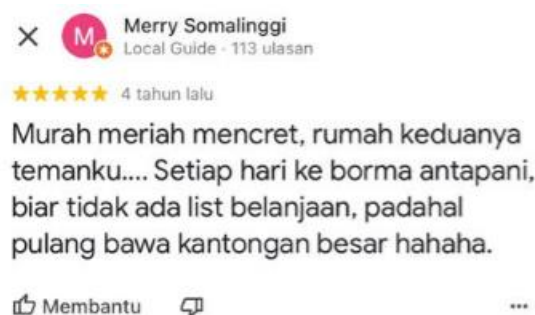 Merry Somalinggi
Local Guide · 113 ulasan
4 tahun lalu
Murah meriah mencret, rumah keduanya
temanku.... Setiap hari ke borma antapani,
biar tidak ada list belanjaan, padahal
pulang bawa kantongan besar hahaha.
Membantu